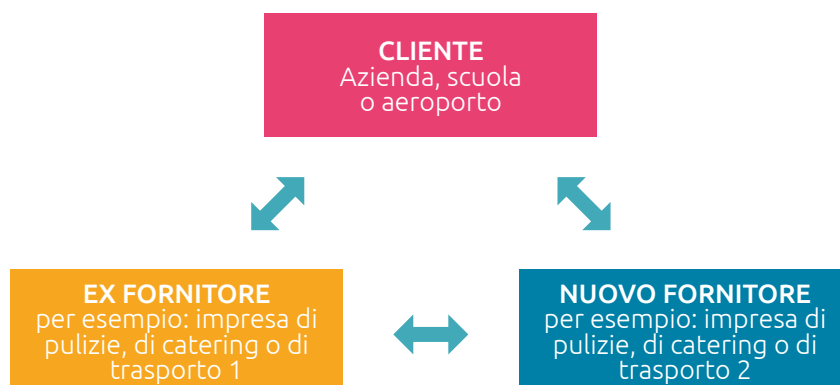 CLIENTE
Azienda, scuola
o aeroporto
EX FORNITORE
per esempio: impresa di
pulizie, di catering o di
trasporto 1
NUOVO FORNITORE
per esempio: impresa di
pulizie, di catering o di
trasporto 2